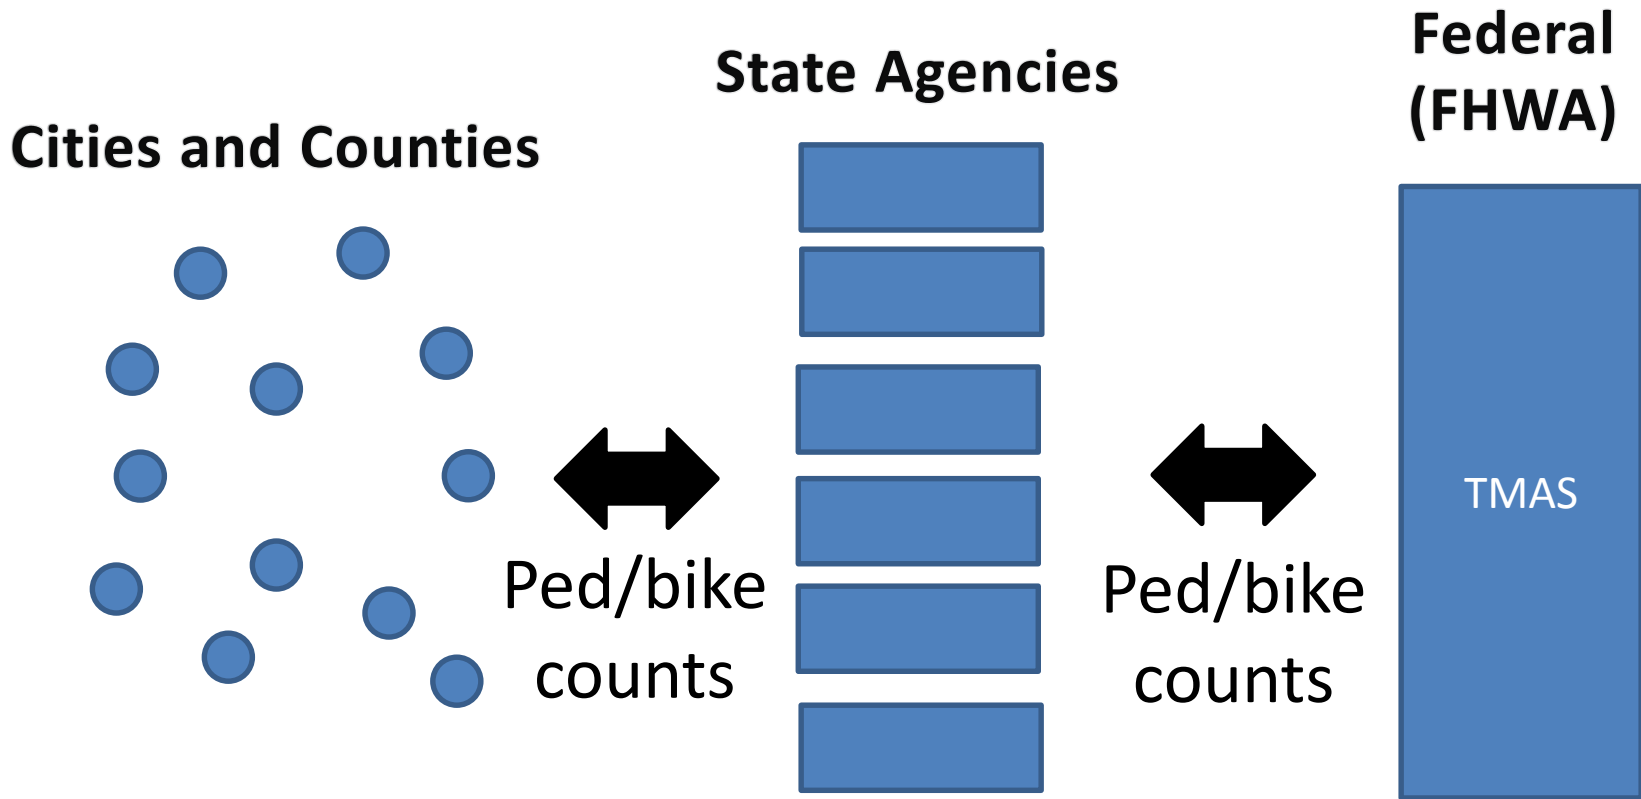 Cities and Counties
State Agencies
Federal
(FHWA)
Ped/bike
counts
Ped/bike
counts
TMAS